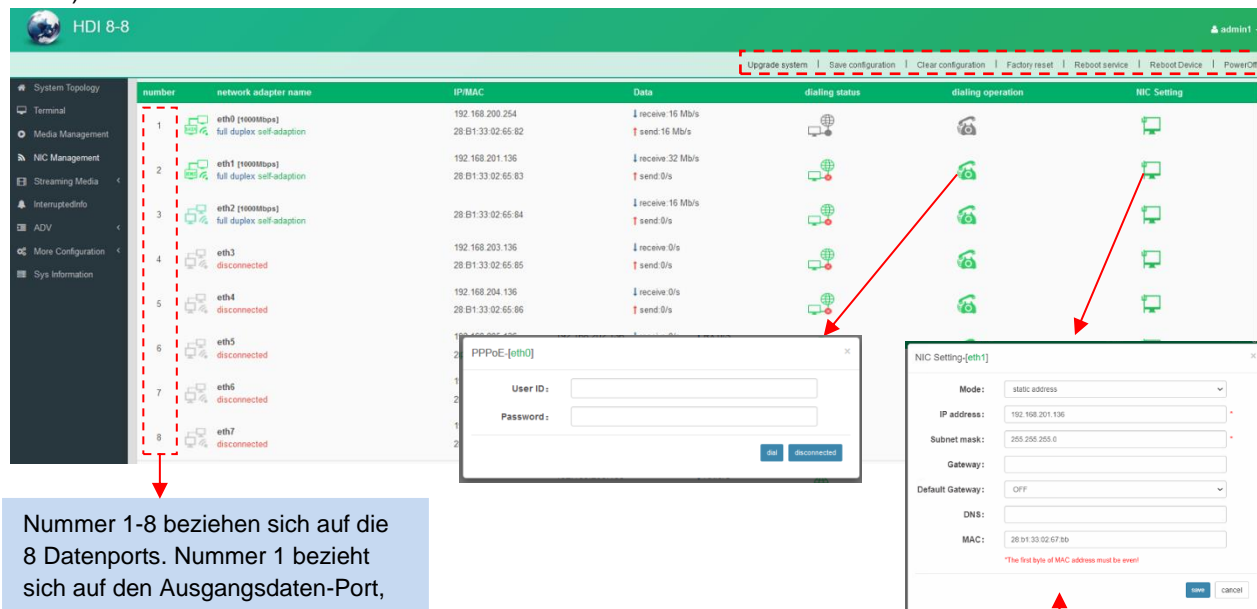 HDI 8-8
admin1
Upgrade system | Save configuration | Clear configuration | Factory reset | Reboot service | Reboot Device | PowerOff
System Topology
Terminal
Media Management
NIC Management
Streaming Media
InterruptedInfo
ADV
More Configuration
Sys Information
number network adapter name IP/MAC Data dialing status dialing operation NIC Setting
1 eth0 [1000Mbps] 192.168.200.254 receive:16 Mb/s
full duplex self-adaption 28:B1:33:02:65:82 send:16 Mb/s
2 eth1 [1000Mbps] 192.168.201.136 receive:32 Mb/s
full duplex self-adaption 28:B1:33:02:65:83 send:0/s
3 eth2 [1000Mbps] receive:16 Mb/s
full duplex self-adaption 28:B1:33:02:65:84 send:0/s
4 eth3 192.168.203.136 receive:0/s
disconnected 28:B1:33:02:65:85 send:0/s
5 eth4 192.168.204.136 receive:0/s
disconnected 28:B1:33:02:65:86 send:0/s
6 eth5
disconnected
7 eth6
disconnected
8 eth7
disconnected
PPPoE-[eth0]
User ID:
Password:
dial disconnected
NIC Setting-[eth1]
Mode: static address
IP address: 192.168.201.136 *
Subnet mask: 255.255.255.0 *
Gateway:
Default Gateway: OFF
DNS:
MAC: 28:b1:33:02:67:bb
*The first byte of MAC address must be even!
save cancel
Nummer 1-8 beziehen sich auf die
8 Datenports. Nummer 1 bezieht
sich auf den Ausgangsdaten-Port,